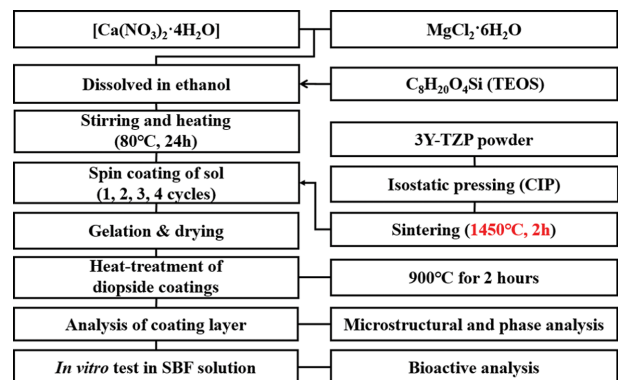 [Ca(NO₃)₂·4H₂O]
MgCl₂·6H₂O
Dissolved in ethanol
C₈H₂₀O₄Si (TEOS)
Stirring and heating
(80℃, 24h)
3Y-TZP powder
Spin coating of sol
(1, 2, 3, 4 cycles)
Isostatic pressing (CIP)
Gelation & drying
Sintering (1450℃, 2h)
Heat-treatment of
diopside coatings
900℃ for 2 hours
Analysis of coating layer
Microstructural and phase analysis
In vitro test in SBF solution
Bioactive analysis